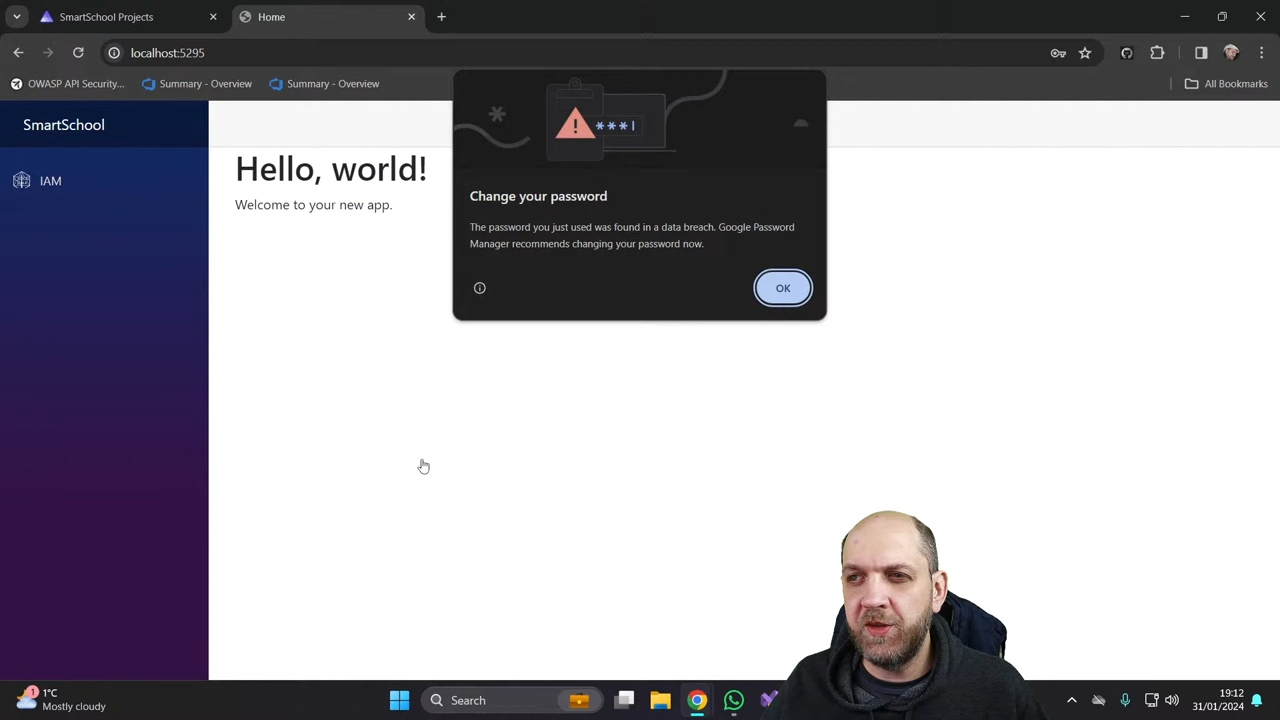 SmartSchool Projects
Home
localhost:5295
OWASP API Security...
Summary - Overview
Summary - Overview
All Bookmarks
SmartSchool
IAM
Hello, world!
Welcome to your new app.
***
Change your password
The password you just used was found in a data breach. Google Password
Manager recommends changing your password now.
OK
1
1°C
Mostly cloudy
Search
19:12
31/01/2024